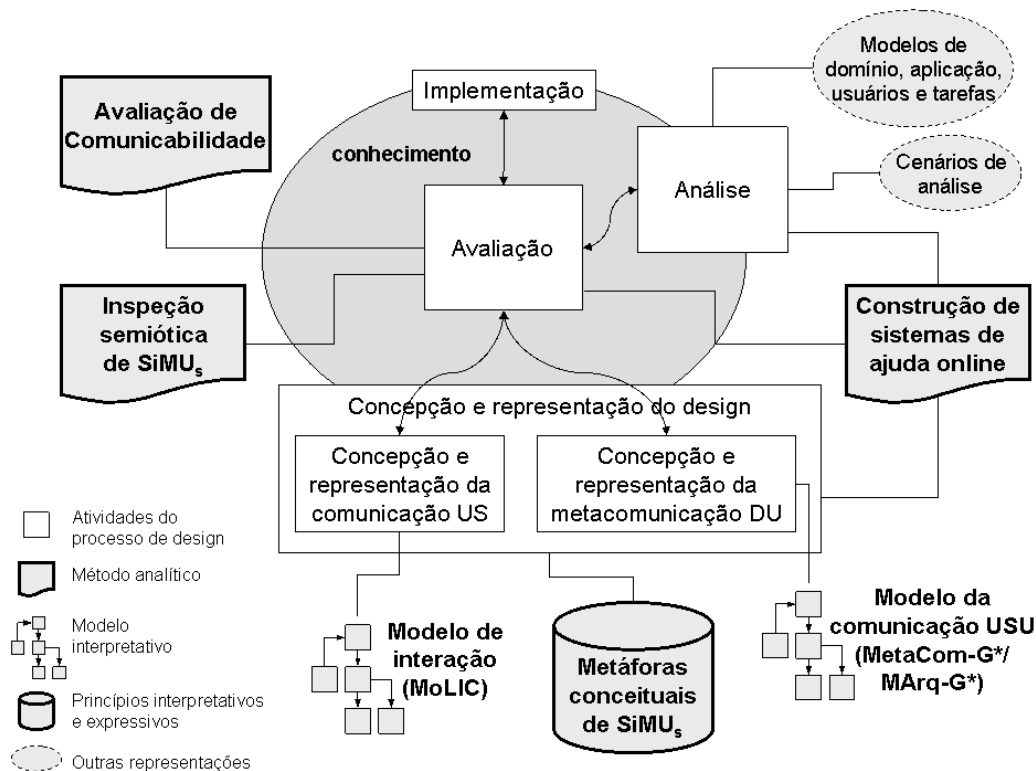 Modelos de
domínio, aplicação,
usuários e tarefas
Implementação
Avaliação de
Comunicabilidade
conhecimento
Análise
Cenários de
análise
Avaliação
Inspeção
semiótica
de SiMUs
Construção de
sistemas de
ajuda online
Concepção e representação do design
Concepção e
representação da
comunicação US
Concepção e
representação da
metacomunicação DU
Atividades do
processo de design
Método analítico
Modelo
interpretativo
Princípios interpretativos
e expressivos
Outras representações
Modelo de
interação
(MoLIC)
Metáforas
conceituais
de SiMUs
Modelo da
comunicação USU
(MetaCom-G*/
MArq-G*)